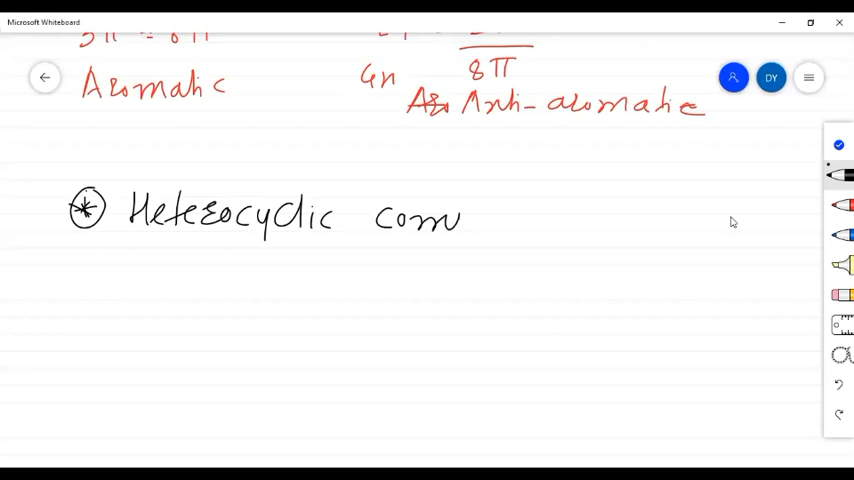 Microsoft Whiteboard
DY
8π
Aromatic
4n
Anti-aromatic
Heterocyclic com